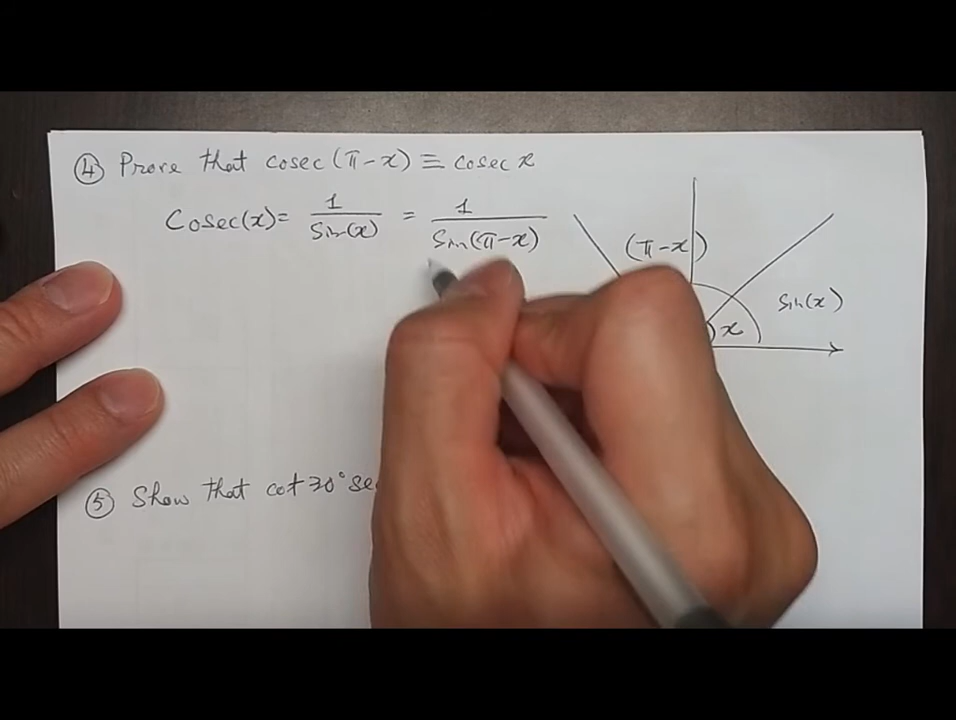 ④ Prove that cosec(π-x) ≡ cosec x
Cosec(x)= 1/Sin(x) = 1/Sin(π-x)
(π-x)
Sin(x)
x
⑤ Show that cot 30° se